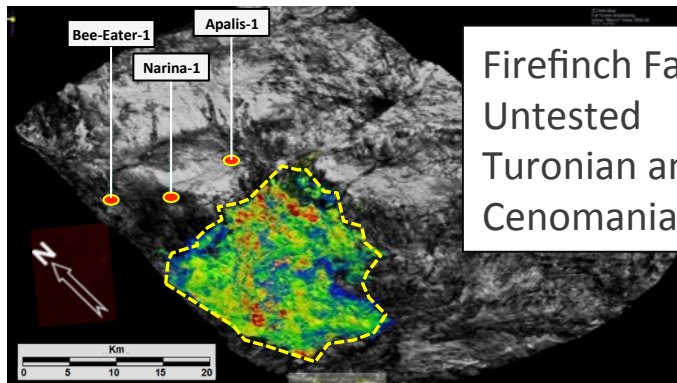 Apalis-1
Bee-Eater-1
Narina-1
Firefinch Fa
Untested
Turonian ar
Cenomania
N
Km
0 5 10 15 20